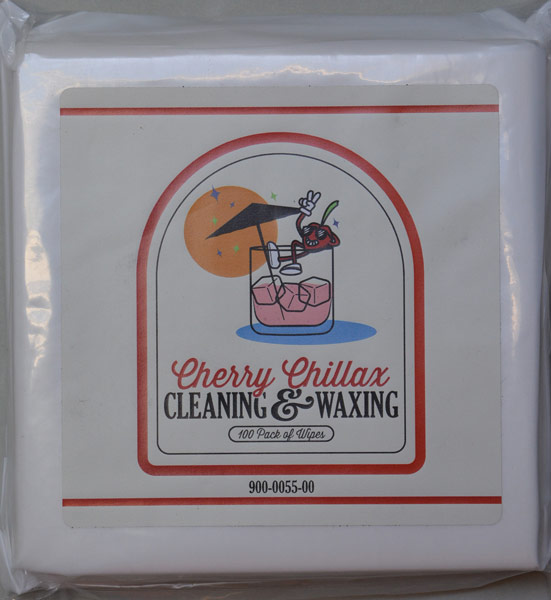 Cherry Chillax
CLEANING & WAXING
100 Pack of Wipes
900-0055-00